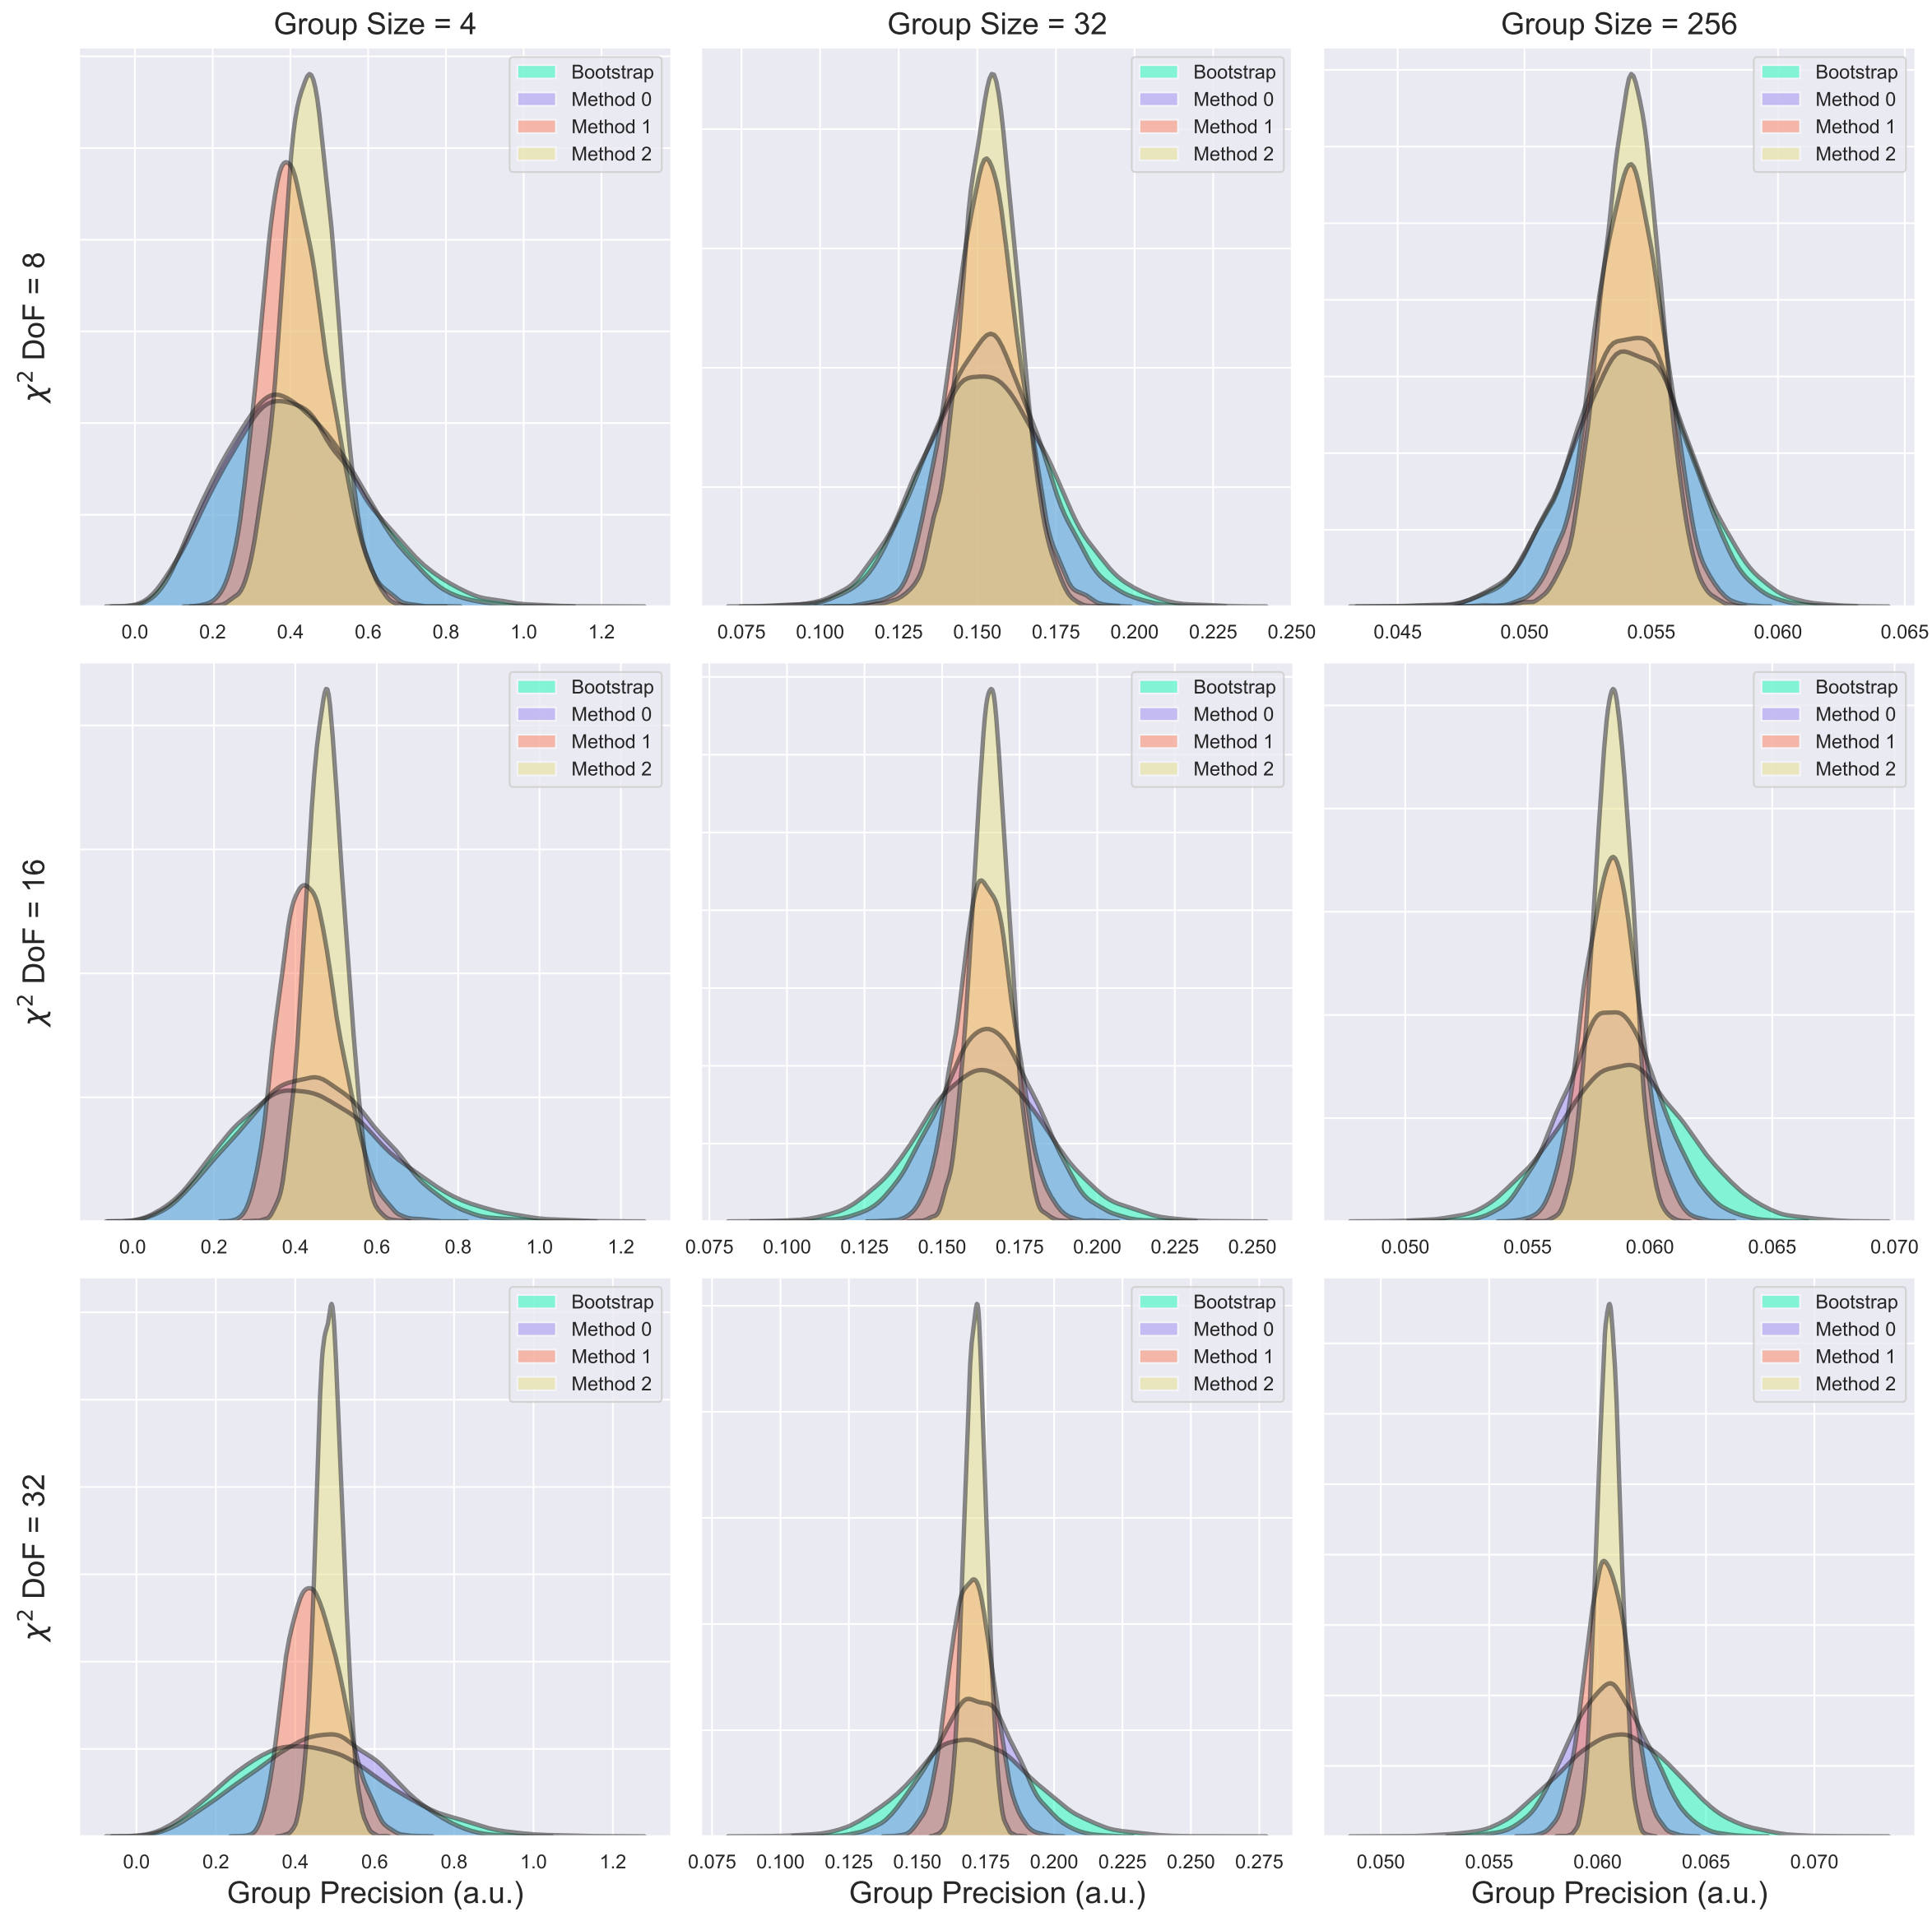 Group Size = 4
Group Size = 32
Group Size = 256
χ² DoF = 8
Bootstrap
Method 0
Method 1
Method 2
Bootstrap
Method 0
Method 1
Method 2
Bootstrap
Method 0
Method 1
Method 2
0.0 0.2 0.4 0.6 0.8 1.0 1.2
0.075 0.100 0.125 0.150 0.175 0.200 0.225 0.250
0.045 0.050 0.055 0.060 0.065
χ² DoF = 16
Bootstrap
Method 0
Method 1
Method 2
Bootstrap
Method 0
Method 1
Method 2
Bootstrap
Method 0
Method 1
Method 2
0.0 0.2 0.4 0.6 0.8 1.0 1.2
0.075 0.100 0.125 0.150 0.175 0.200 0.225 0.250
0.050 0.055 0.060 0.065 0.070
χ² DoF = 32
Bootstrap
Method 0
Method 1
Method 2
Bootstrap
Method 0
Method 1
Method 2
Bootstrap
Method 0
Method 1
Method 2
0.0 0.2 0.4 0.6 0.8 1.0 1.2
0.075 0.100 0.125 0.150 0.175 0.200 0.225 0.250 0.275
0.050 0.055 0.060 0.065 0.070
Group Precision (a.u.)
Group Precision (a.u.)
Group Precision (a.u.)